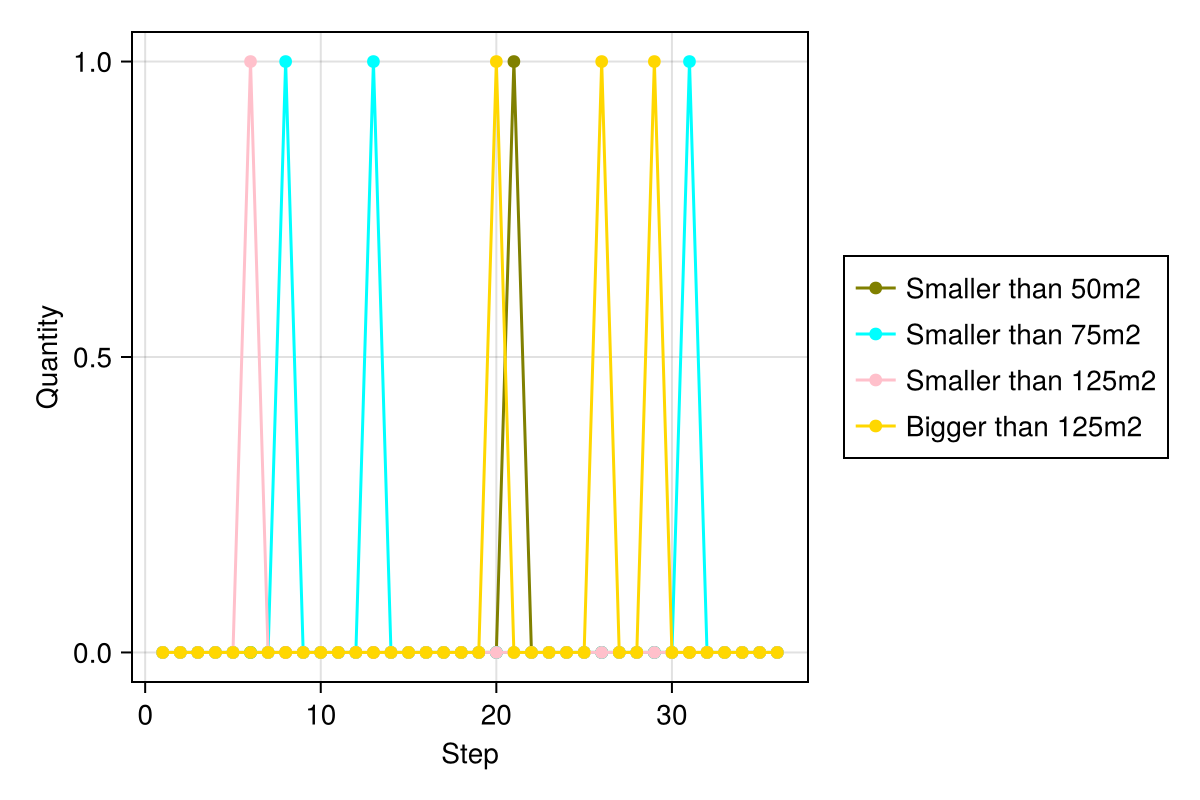 1.0
0.5
0.0
Quantity
0
10
20
30
Step
Smaller than 50m2
Smaller than 75m2
Smaller than 125m2
Bigger than 125m2